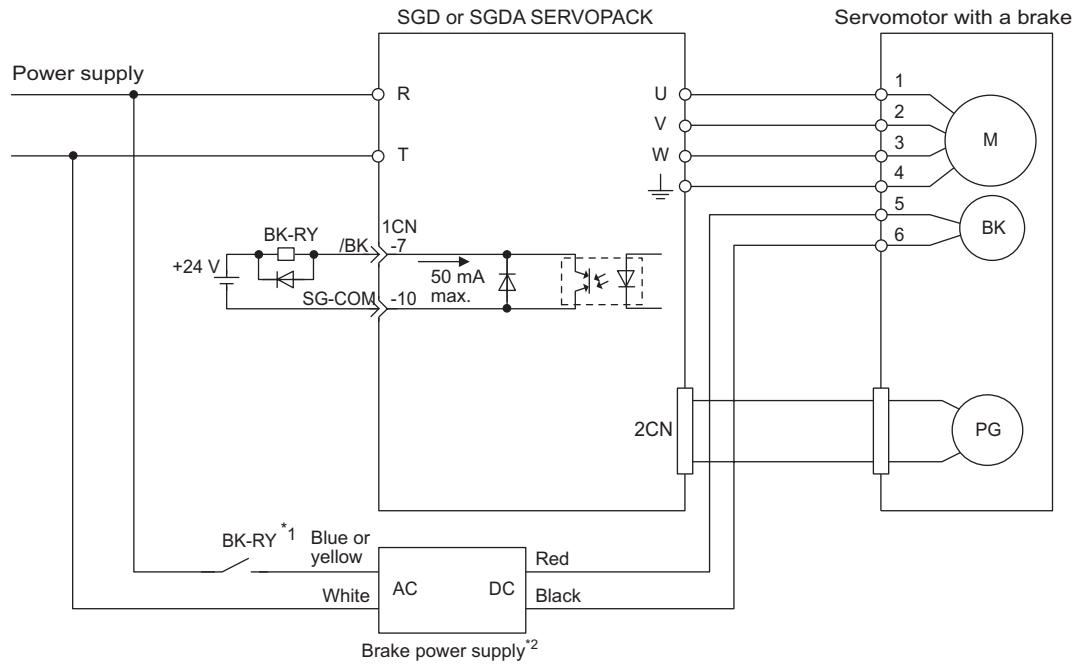 SGD or SGDA SERVOPACK
Servomotor with a brake
Power supply
R
T
U
V
W
1
2
3
4
5
6
M
BK
1CN
BK-RY
/BK
-7
+24 V
50 mA
max.
SG-COM
-10
2CN
PG
BK-RY *1
Blue or
yellow
White
AC
DC
Red
Black
Brake power supply*2